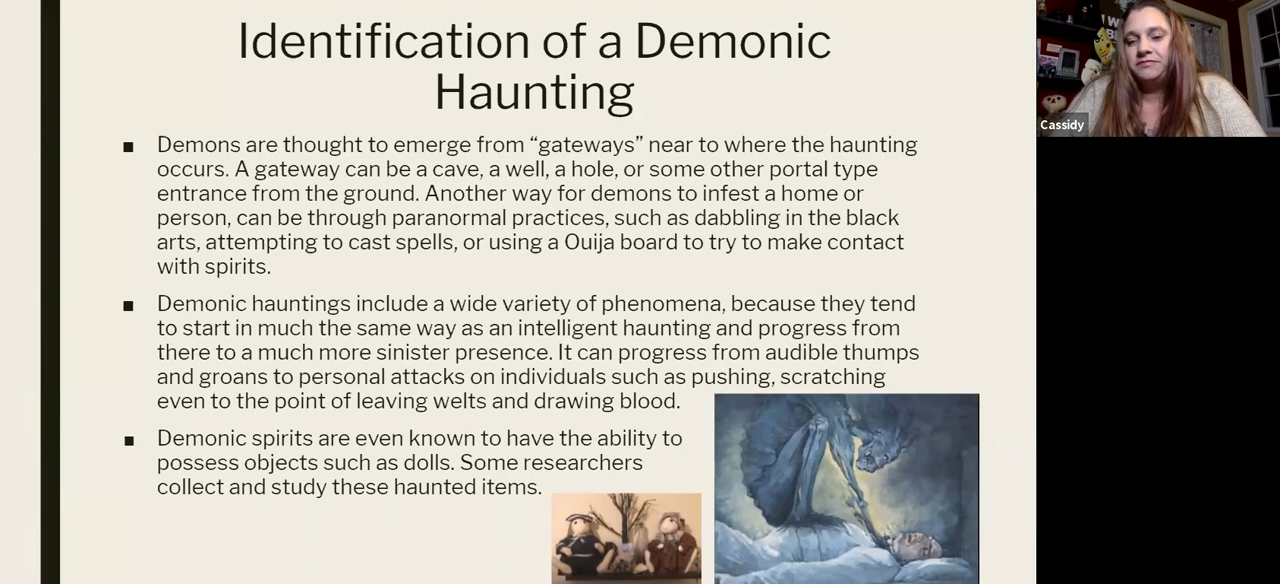 Identification of a Demonic
Haunting
■ Demons are thought to emerge from “gateways” near to where the haunting
occurs. A gateway can be a cave, a well, a hole, or some other portal type
entrance from the ground. Another way for demons to infest a home or
person, can be through paranormal practices, such as dabbling in the black
arts, attempting to cast spells, or using a Ouija board to try to make contact
with spirits.
■ Demonic hauntings include a wide variety of phenomena, because they tend
to start in much the same way as an intelligent haunting and progress from
there to a much more sinister presence. It can progress from audible thumps
and groans to personal attacks on individuals such as pushing, scratching
even to the point of leaving welts and drawing blood.
■ Demonic spirits are even known to have the ability to
possess objects such as dolls. Some researchers
collect and study these haunted items.
Cassidy